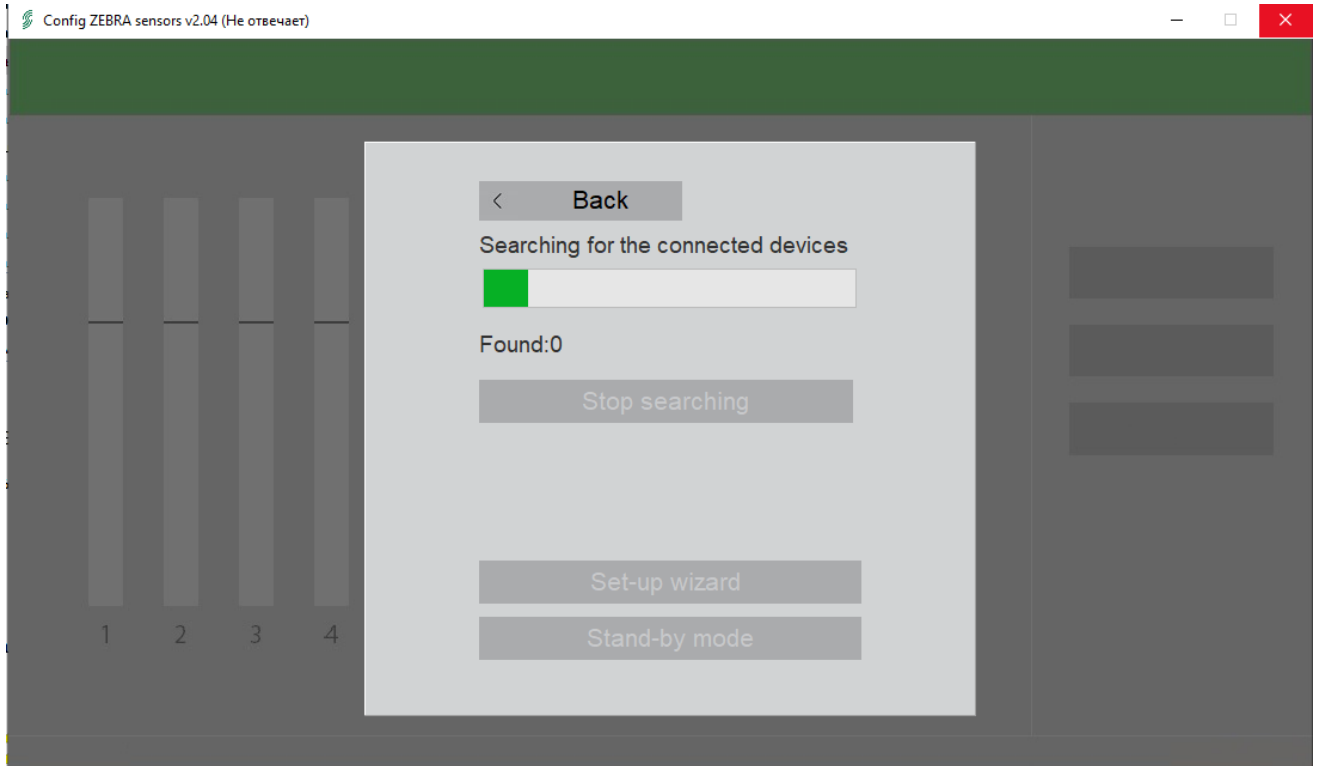 Config ZEBRA sensors v2.04 (Не отвечает)
< Back
Searching for the connected devices
Found:0
Stop searching
Set-up wizard
Stand-by mode
1 2 3 4